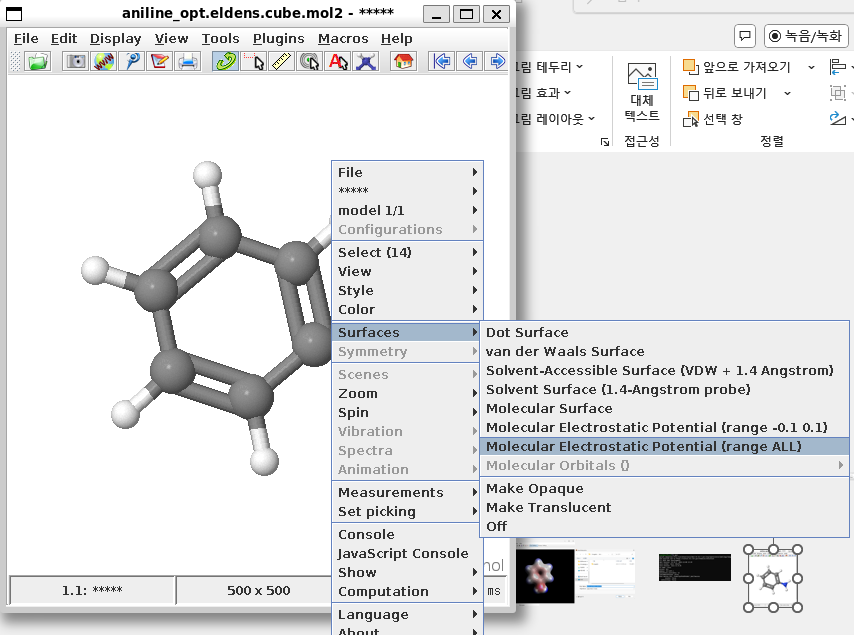 aniline_opt.eldens.cube.mol2 - *****
File Edit Display View Tools Plugins Macros Help
녹음/녹화
림 테두리
림 효과
림 레이아웃
대체
텍스트
접근성
앞으로 가져오기
뒤로 보내기
선택 창
정렬
File
*****
model 1/1
Configurations
Select (14)
View
Style
Color
Surfaces
Symmetry
Scenes
Zoom
Spin
Vibration
Spectra
Animation
Measurements
Set picking
Console
JavaScript Console
Show
Computation
Language
About
Dot Surface
van der Waals Surface
Solvent-Accessible Surface (VDW + 1.4 Angstrom)
Solvent Surface (1.4-Angstrom probe)
Molecular Surface
Molecular Electrostatic Potential (range -0.1 0.1)
Molecular Electrostatic Potential (range ALL)
Molecular Orbitals ()
Make Opaque
Make Translucent
Off
mol
1.1: *****
500 x 500
ms